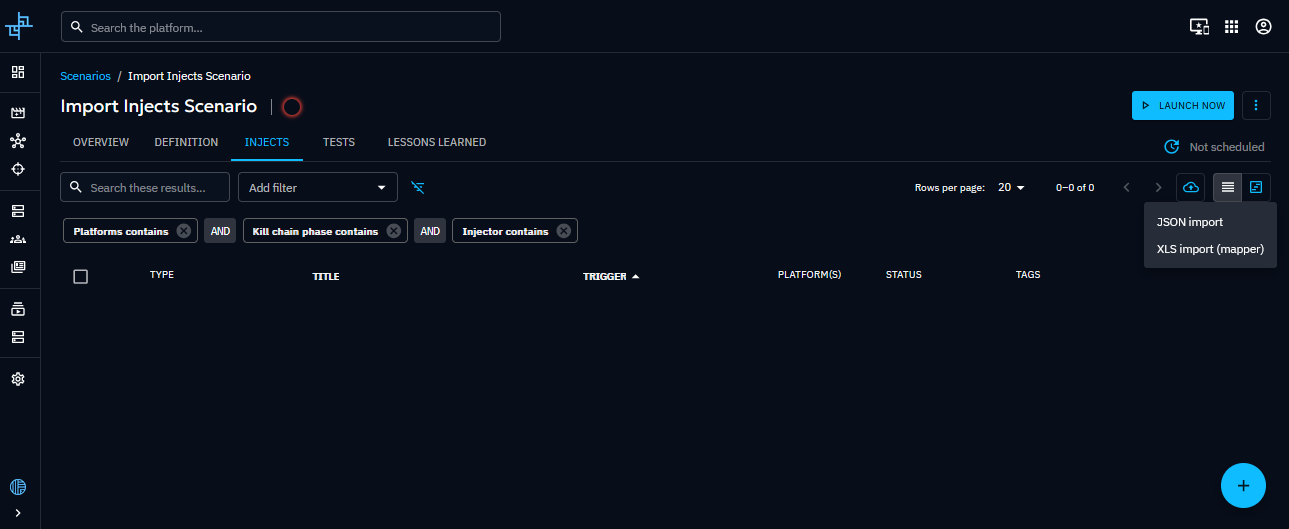 Search the platform...
Scenarios / Import Injects Scenario
Import Injects Scenario
LAUNCH NOW
OVERVIEW DEFINITION INJECTS TESTS LESSONS LEARNED
Not scheduled
Search these results... Add filter Rows per page: 20 0–0 of 0
Platforms contains AND Kill chain phase contains AND Injector contains
JSON import
XLS import (mapper)
TYPE TITLE TRIGGER PLATFORM(S) STATUS TAGS